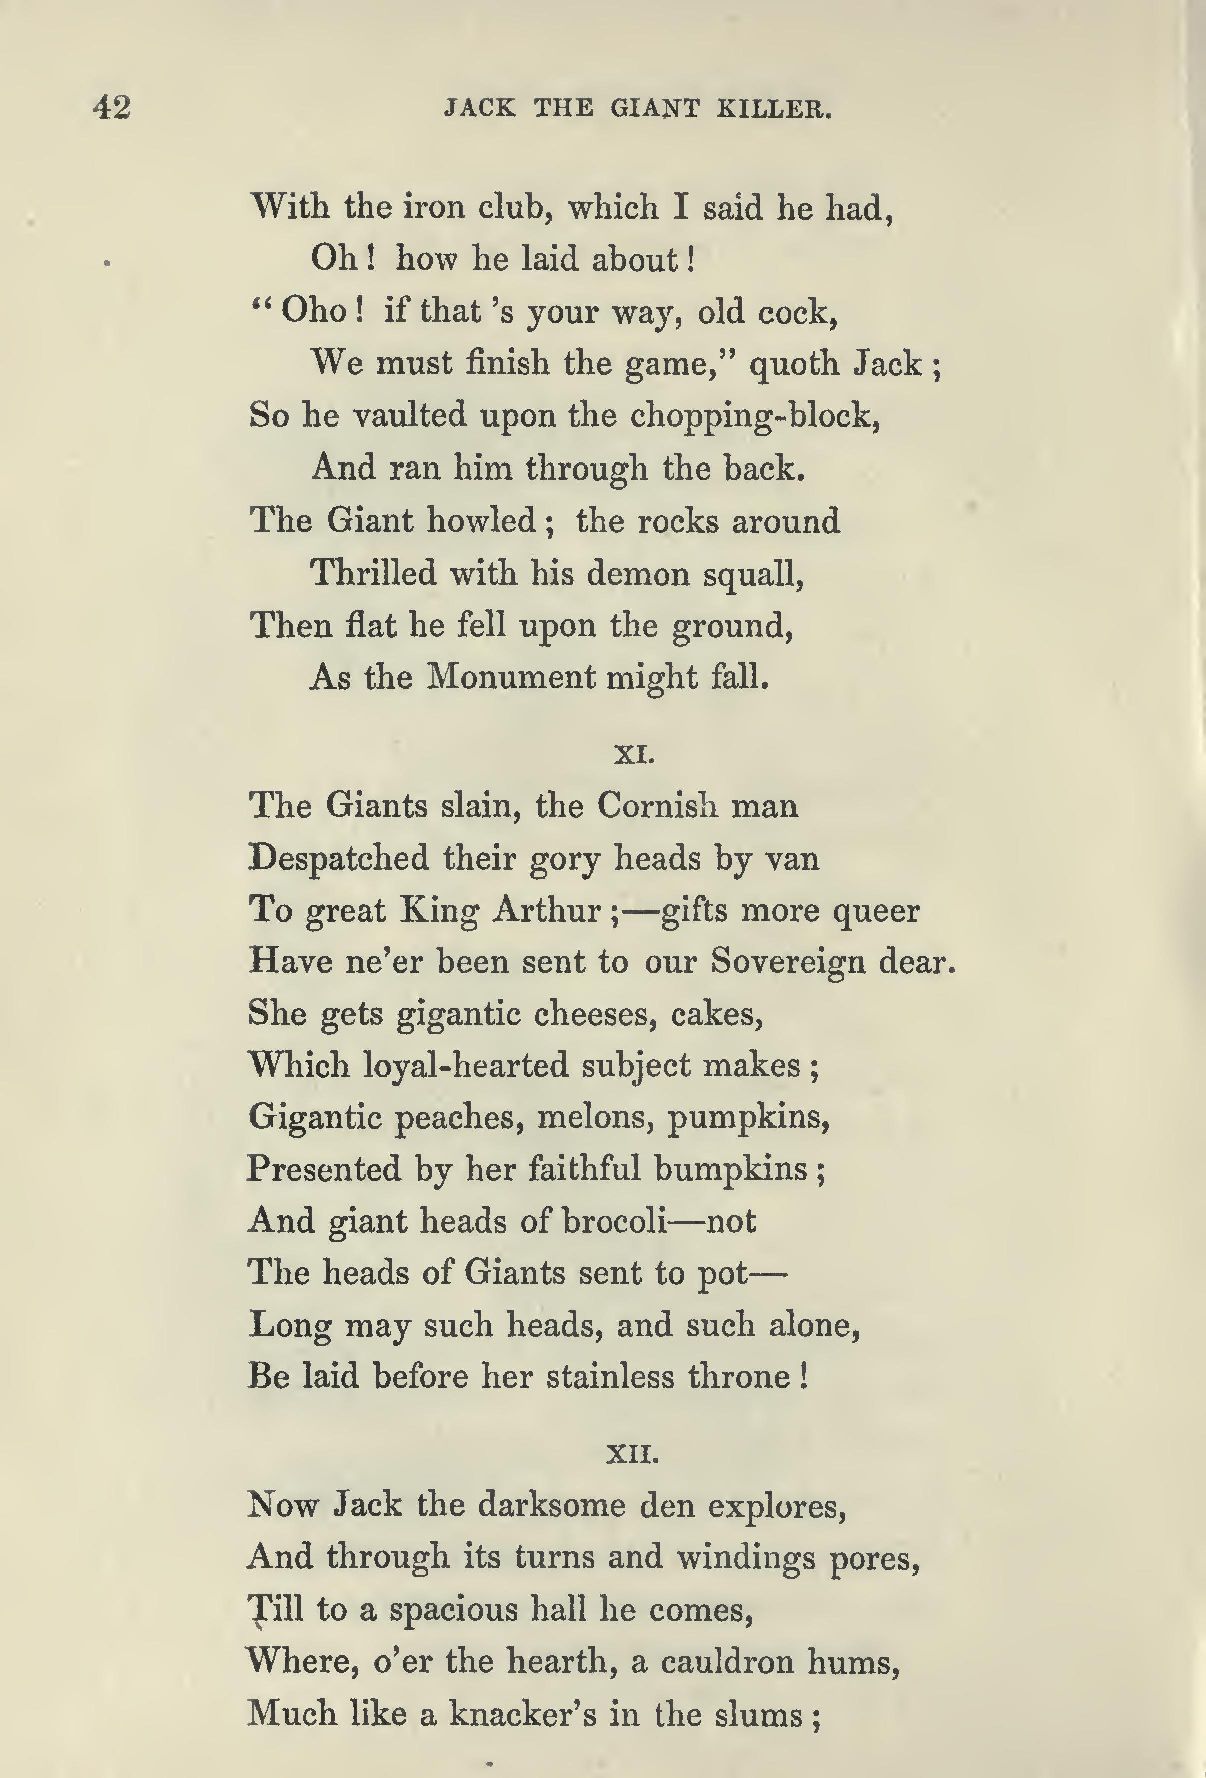 42 JACK THE GIANT KILLER.
With the iron club, which I said he had,
Oh! how he laid about!
“Oho! if that 's your way, old cock,
We must finish the game,” quoth Jack;
So he vaulted upon the chopping-block,
And ran him through the back.
The Giant howled; the rocks around
Thrilled with his demon squall,
Then flat he fell upon the ground,
As the Monument might fall.
XI.
The Giants slain, the Cornish man
Despatched their gory heads by van
To great King Arthur;—gifts more queer
Have ne’er been sent to our Sovereign dear.
She gets gigantic cheeses, cakes,
Which loyal-hearted subject makes;
Gigantic peaches, melons, pumpkins,
Presented by her faithful bumpkins;
And giant heads of brocoli—not
The heads of Giants sent to pot—
Long may such heads, and such alone,
Be laid before her stainless throne!
XII.
Now Jack the darksome den explores,
And through its turns and windings pores,
Till to a spacious hall he comes,
Where, o’er the hearth, a cauldron hums,
Much like a knacker’s in the slums;